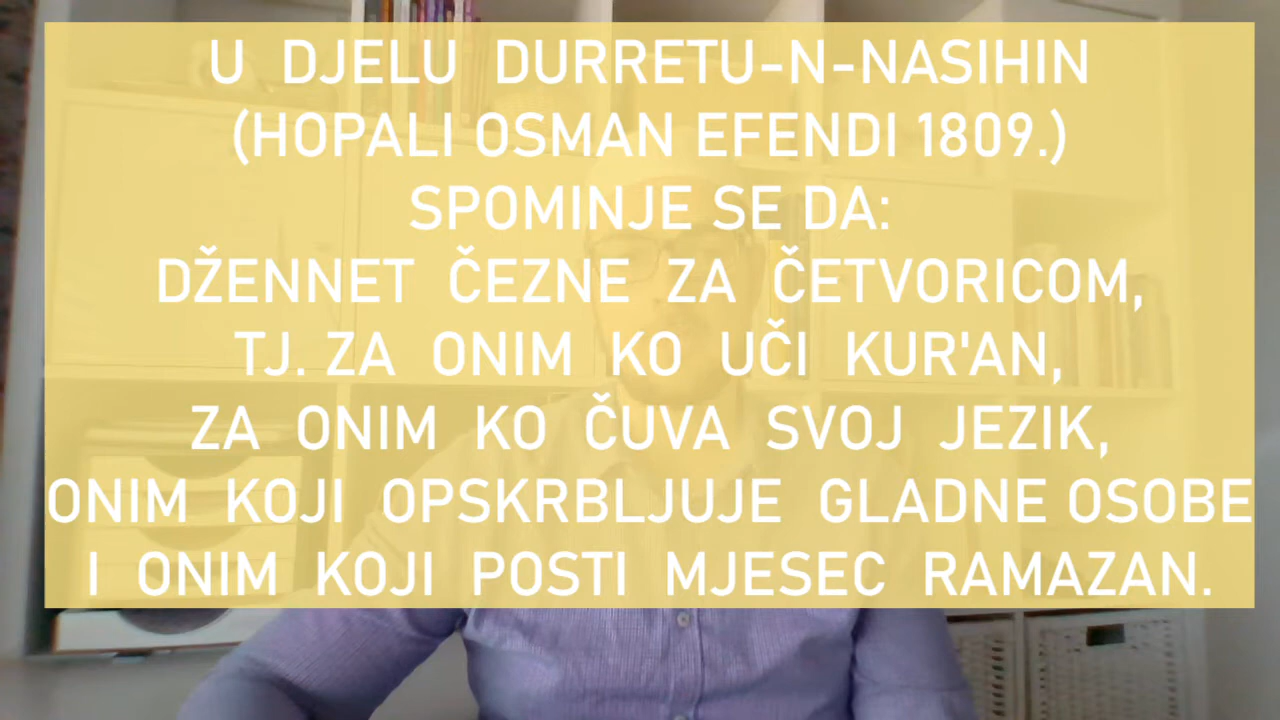 U DJELU DURRETU-N-NASIHIN
(HOPALI OSMAN EFENDI 1809.)
SPOMINJE SE DA:
DŽENNET ČEZNE ZA ČETVORICOM,
TJ. ZA ONIM KO UČI KUR'AN,
ZA ONIM KO ČUVA SVOJ JEZIK,
ONIM KOJI OPSKRBLJUJE GLADNE OSOBE
I ONIM KOJI POSTI MJESEC RAMAZAN.